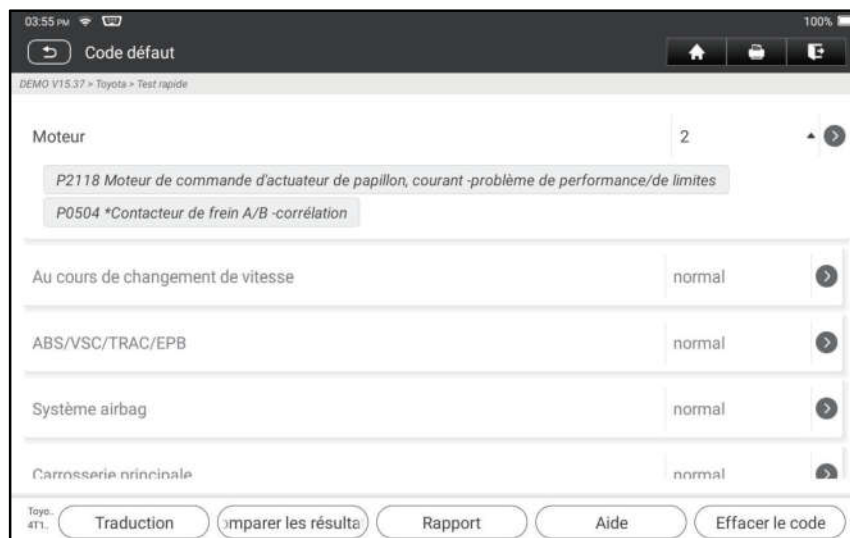 03:55 PM
100%
Code défaut
DEMO V15.37 > Toyota > Test rapide
Moteur 2
P2118 Moteur de commande d'actuateur de papillon, courant -problème de performance/de limites
P0504 *Contacteur de frein A/B -corrélation
Au cours de changement de vitesse normal
ABS/VSC/TRAC/EPB normal
Système airbag normal
Carrosserie principale normal
Toyo..
4T1..
Traduction omparer les résulta Rapport Aide Effacer le code